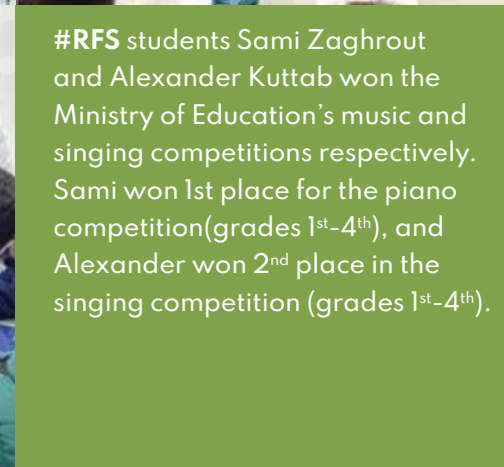 #RFS students Sami Zaghrout
and Alexander Kuttab won the
Ministry of Education’s music and
singing competitions respectively.
Sami won 1st place for the piano
competition(grades 1st-4th), and
Alexander won 2nd place in the
singing competition (grades 1st-4th).